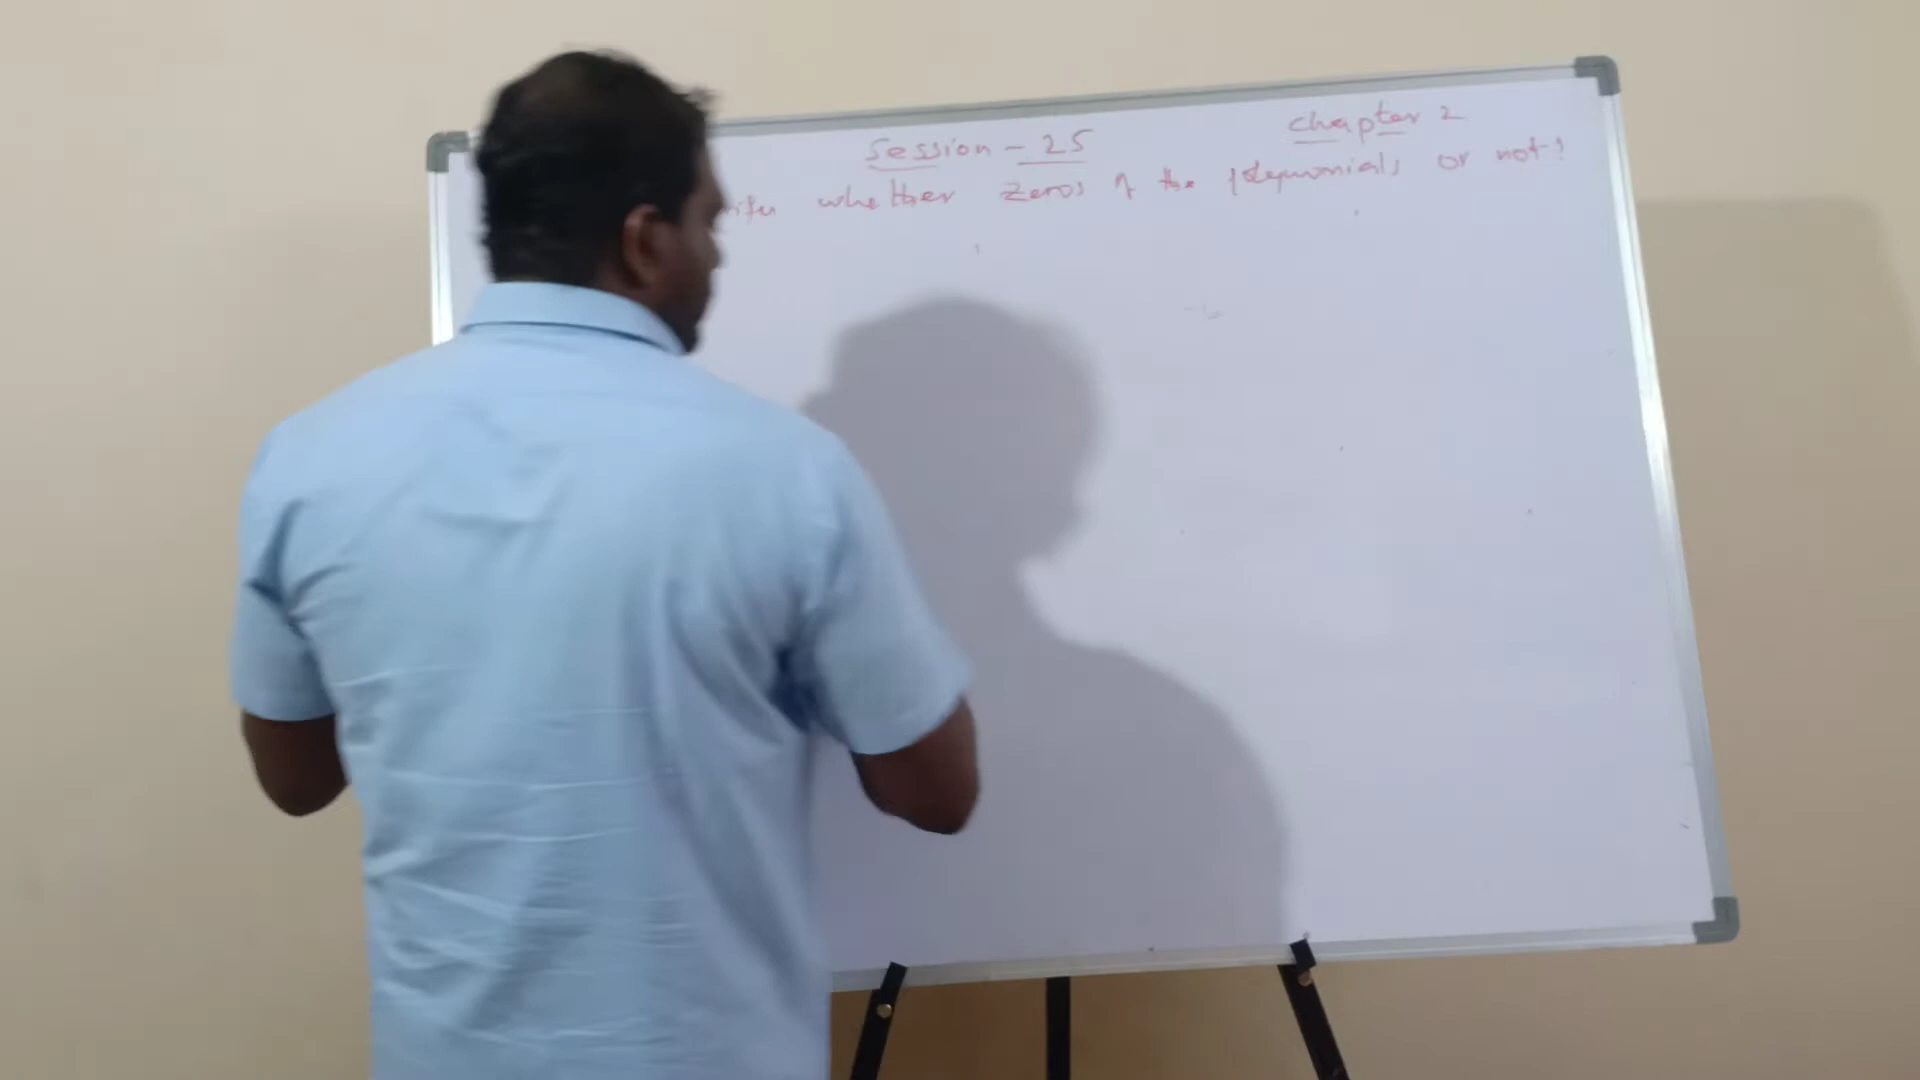 Session - 25
chapter 2
whether zeros of the polynomials or not?